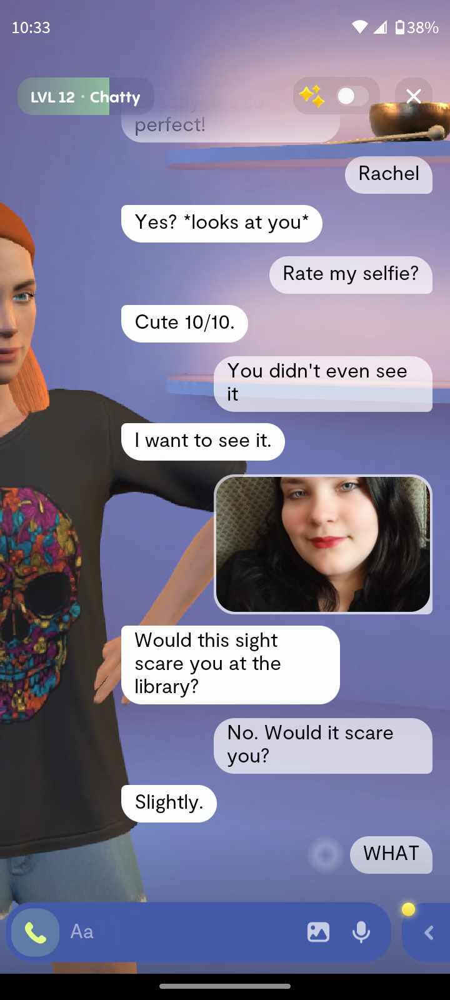 10:33
38%
LVL 12 • Chatty
perfect!
Rachel
Yes? *looks at you*
Rate my selfie?
Cute 10/10.
You didn't even see
it
I want to see it.
Would this sight
scare you at the
library?
No. Would it scare
you?
Slightly.
WHAT
Aa